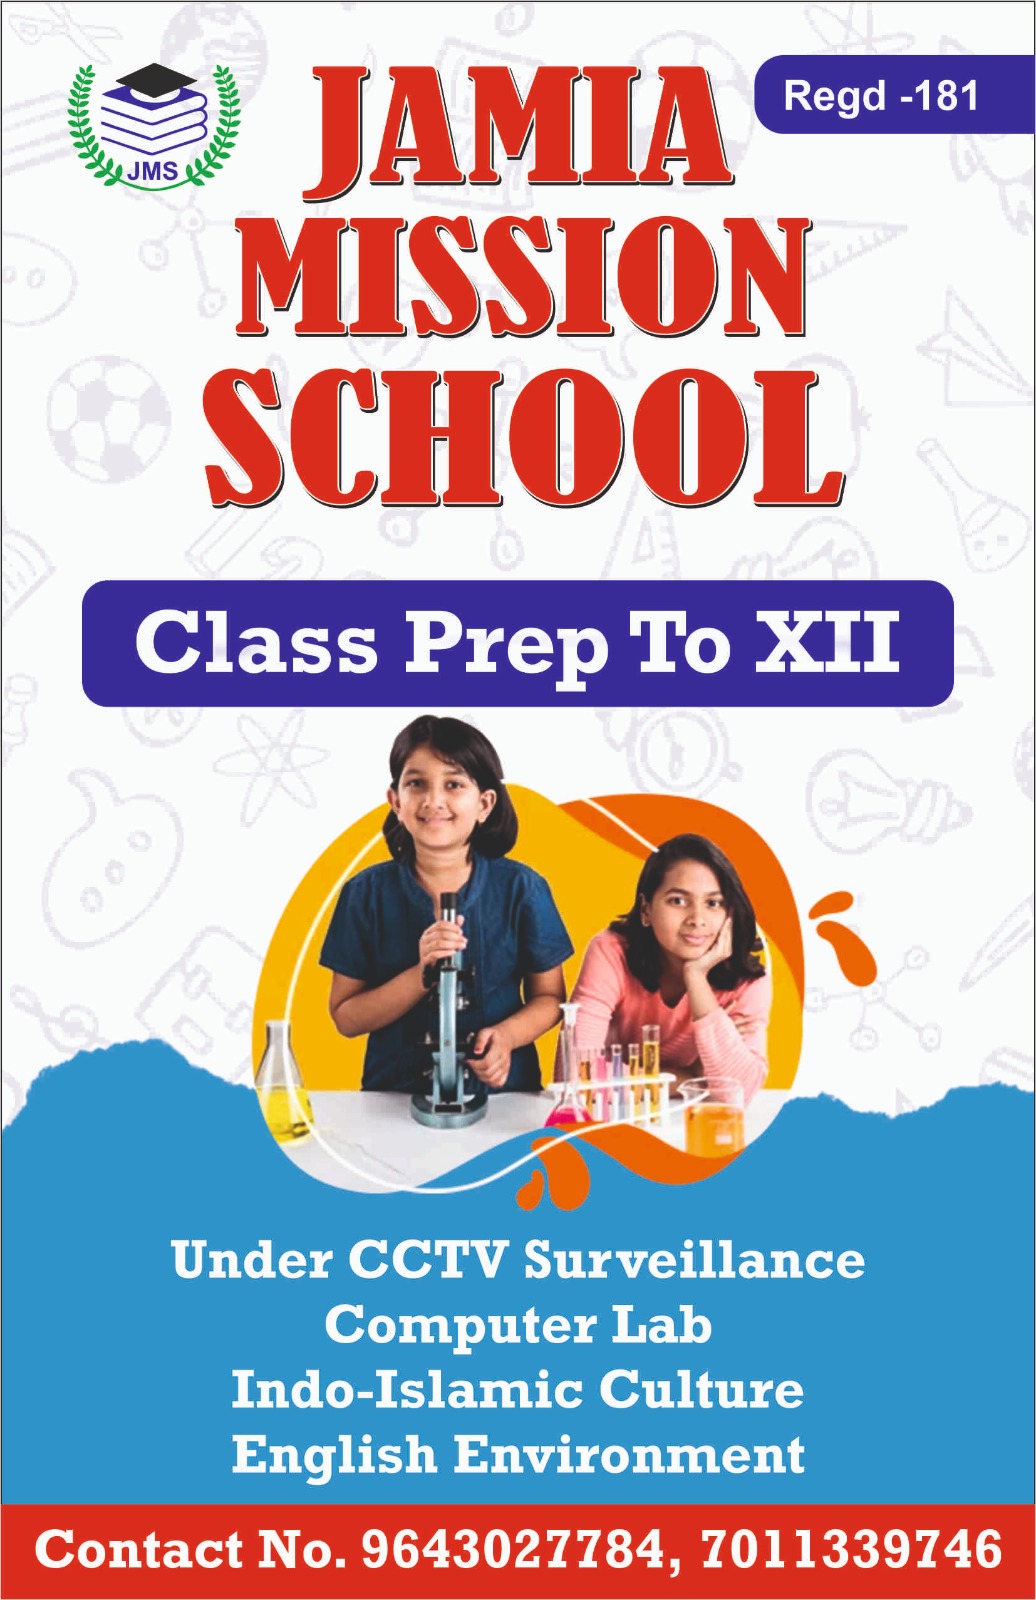 JMS
Regd -181
JAMIA
MISSION
SCHOOL
Class Prep To XII
Under CCTV Surveillance
Computer Lab
Indo-Islamic Culture
English Environment
Contact No. 9643027784, 7011339746